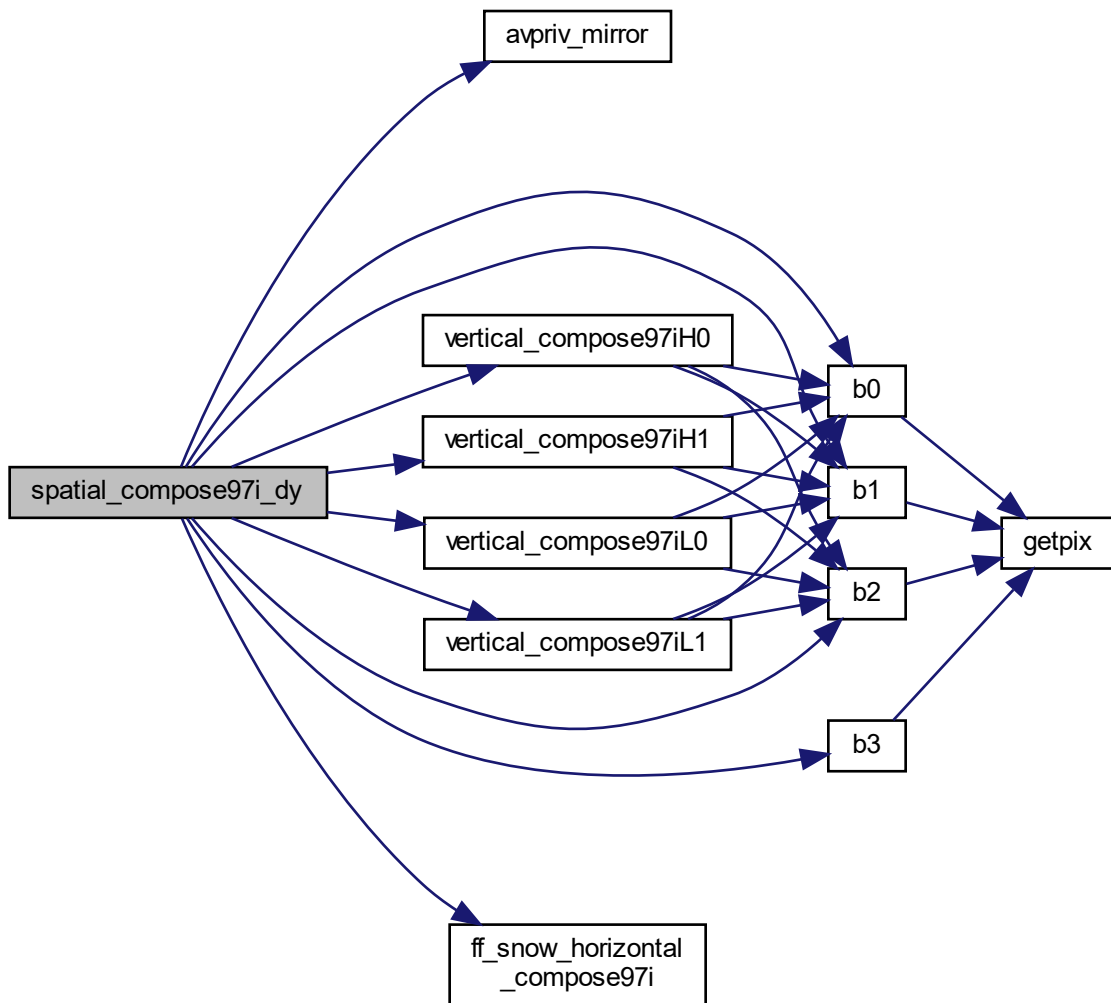 avpriv_mirror
vertical_compose97iH0
b0
vertical_compose97iH1
spatial_compose97i_dy
b1
vertical_compose97iL0
getpix
b2
vertical_compose97iL1
b3
ff_snow_horizontal
_compose97i